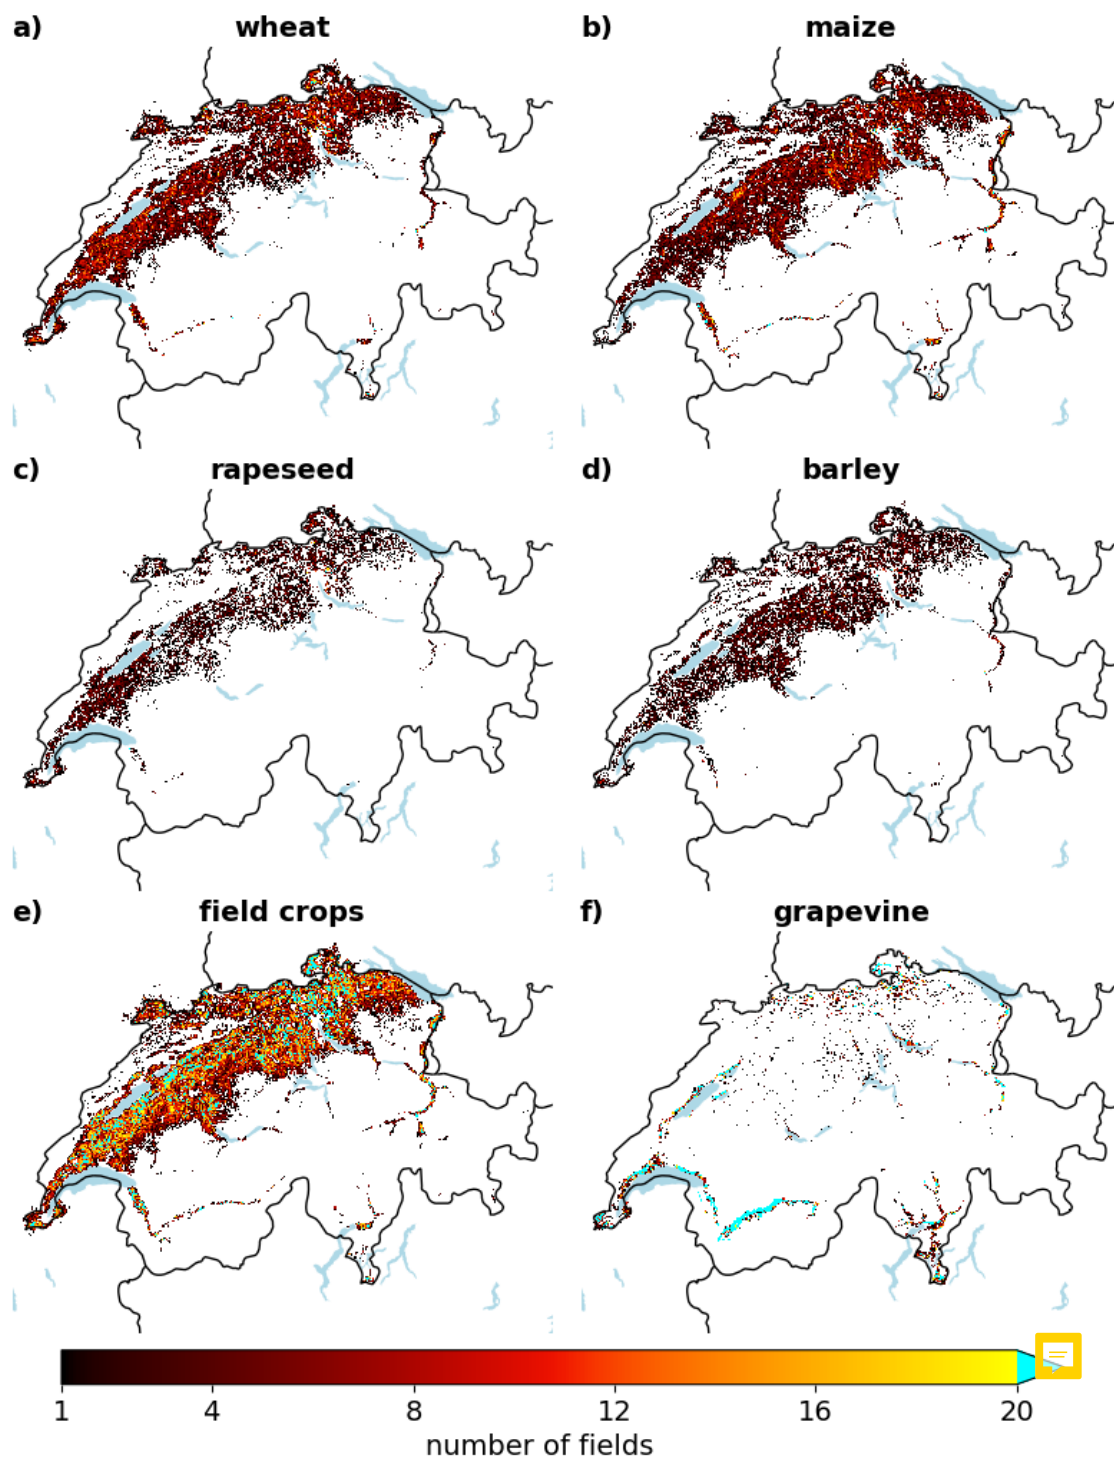 a) wheat
b) maize
c) rapeseed
d) barley
e) field crops
f) grapevine
1 4 8 12 16 20
number of fields